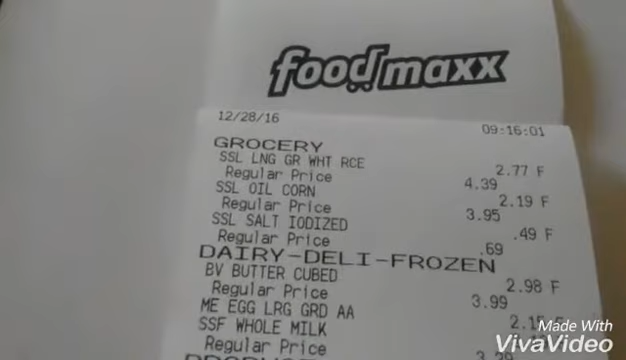 foodmaxx
12/28/16 09:16:01
GROCERY
SSL LNG GR WHT RCE 2.77 F
Regular Price 4.39
SSL OIL CORN 2.19 F
Regular Price 3.95
SSL SALT IODIZED .49 F
Regular Price .69
DAIRY-DELI-FROZEN
BV BUTTER CUBED 2.98 F
Regular Price 3.99
ME EGG LRG GRD AA
SSF WHOLE MILK
Regular Price
Made With
VivaVideo